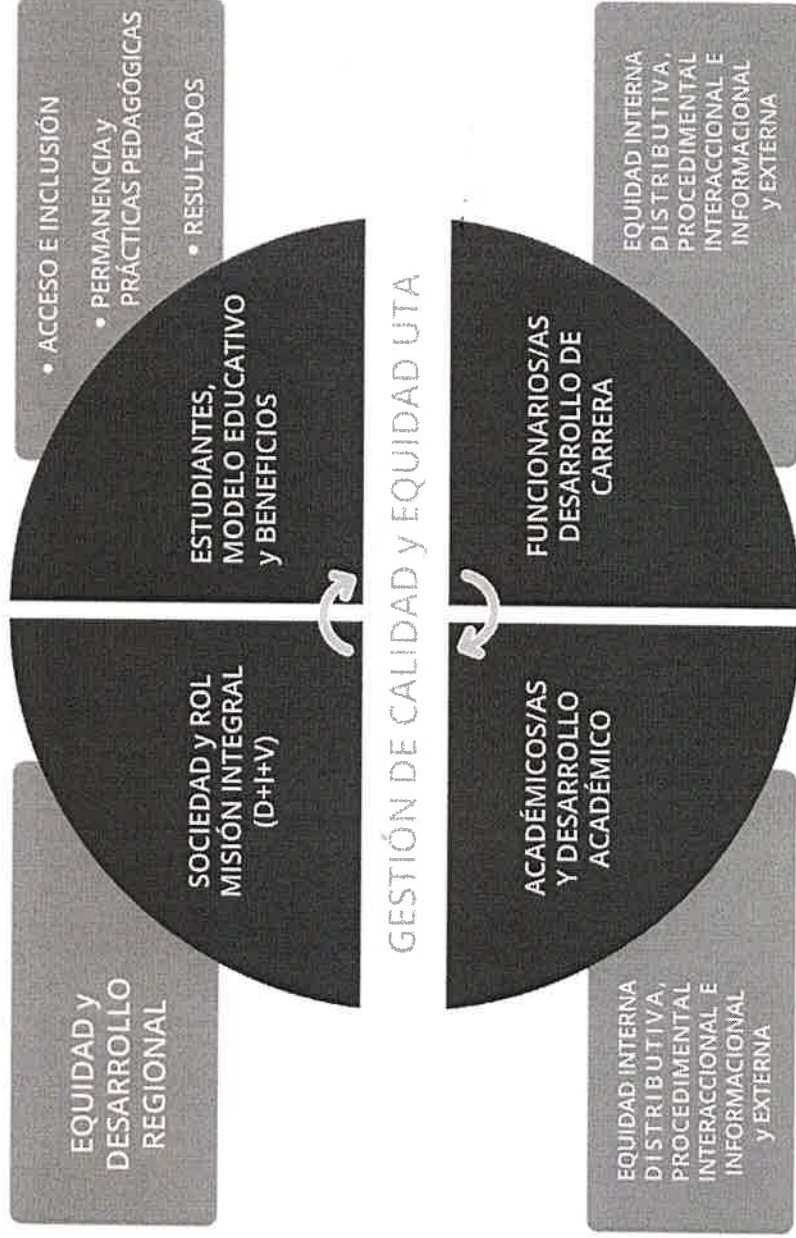 EQUIDAD y
DESARROLLO
REGIONAL
SOCIEDAD y ROL
MISIÓN INTEGRAL
(D+I+V)
ESTUDIANTES,
MODELO EDUCATIVO
y BENEFICIOS
• ACCESO E INCLUSIÓN
• PERMANENCIA y
PRÁCTICAS PEDAGÓGICAS
• RESULTADOS
GESTIÓN DE CALIDAD y EQUIDAD UTA
EQUIDAD INTERNA
DISTRIBUTIVA,
PROCEDIMENTAL
INTERACCIONAL E
INFORMACIONAL
y EXTERNA
ACADÉMICOS/AS
Y DESARROLLO
ACADÉMICO
FUNCIONARIOS/AS
DESARROLLO DE
CARRERA
EQUIDAD INTERNA
DISTRIBUTIVA,
PROCEDIMENTAL
INTERACCIONAL E
INFORMACIONAL
y EXTERNA